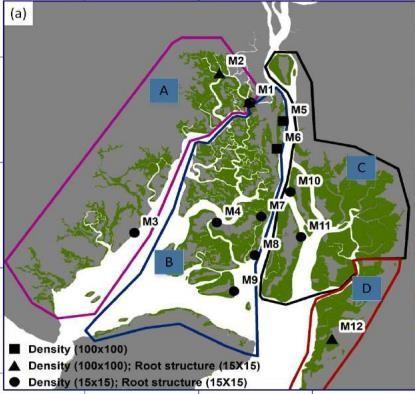 (a)
M2
A
M1
M5
M6
C
M10
M3
M4
M7
M11
B
M8
M9
D
M12
Density (100x100)
Density (100x100); Root structure (15X15)
Density (15x15); Root structure (15X15)